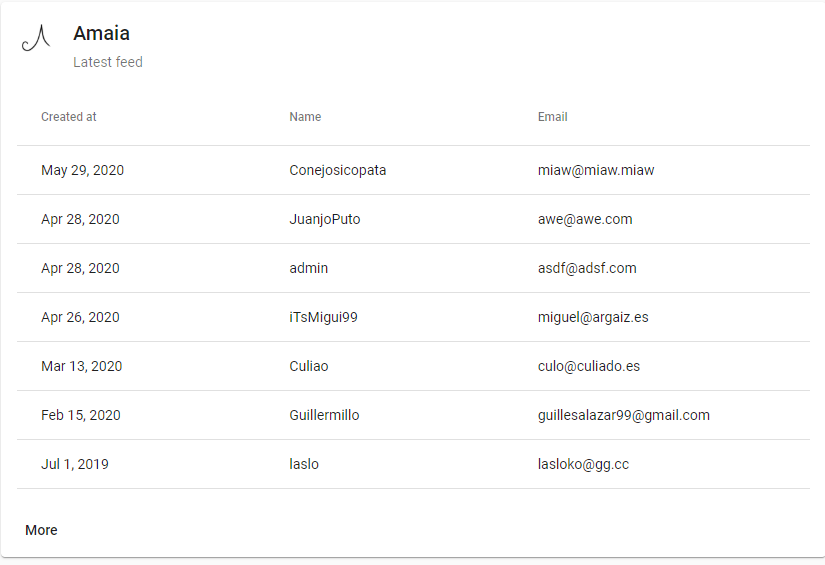 Amaia
Latest feed
Created at Name Email
May 29, 2020 Conejosicopata miaw@miaw.miaw
Apr 28, 2020 JuanjoPuto awe@awe.com
Apr 28, 2020 admin asdf@adsf.com
Apr 26, 2020 iTsMigui99 miguel@argaiz.es
Mar 13, 2020 Culiao culo@culiado.es
Feb 15, 2020 Guillermillo guillesalazar99@gmail.com
Jul 1, 2019 laslo lasloko@gg.cc
More